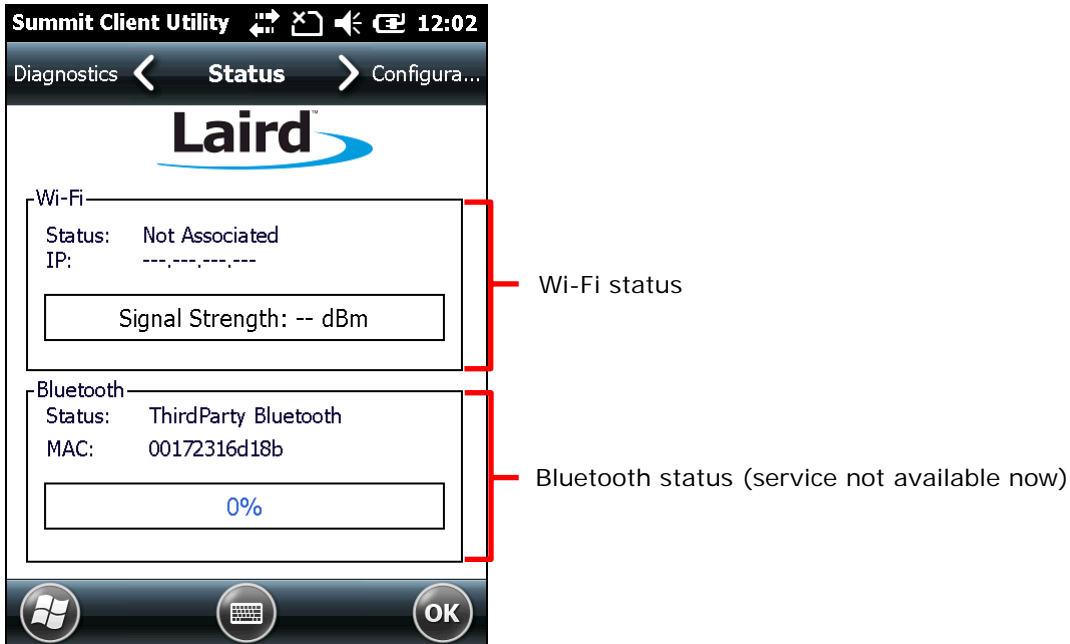 Summit Client Utility 12:02
Diagnostics Status Configura...
Laird™
Wi-Fi
Status: Not Associated
IP: ---.---.---.---
Signal Strength: -- dBm
Wi-Fi status
Bluetooth
Status: ThirdParty Bluetooth
MAC: 00172316d18b
0%
Bluetooth status (service not available now)
OK